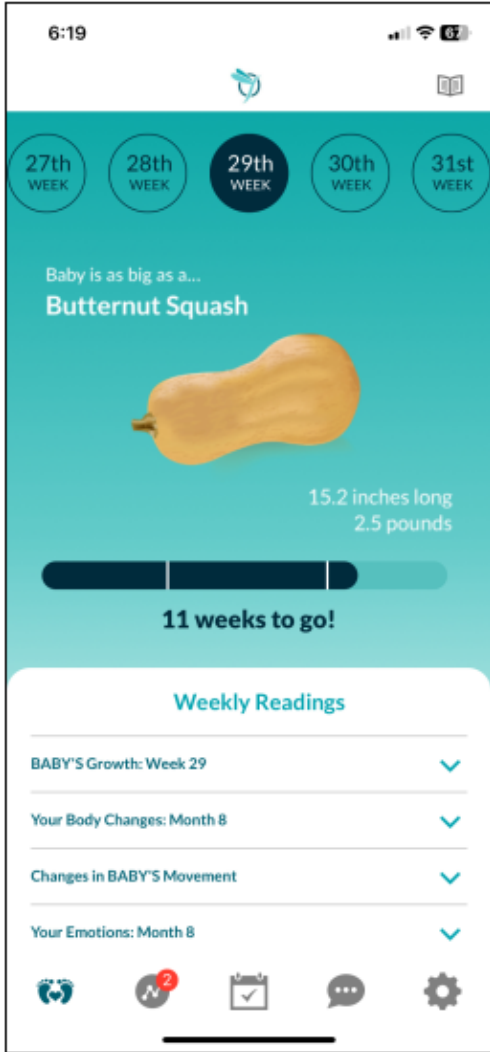 6:19
67
27th
WEEK
28th
WEEK
29th
WEEK
30th
WEEK
31st
WEEK
Baby is as big as a...
Butternut Squash
15.2 inches long
2.5 pounds
11 weeks to go!
Weekly Readings
BABY'S Growth: Week 29
Your Body Changes: Month 8
Changes in BABY'S Movement
Your Emotions: Month 8
2